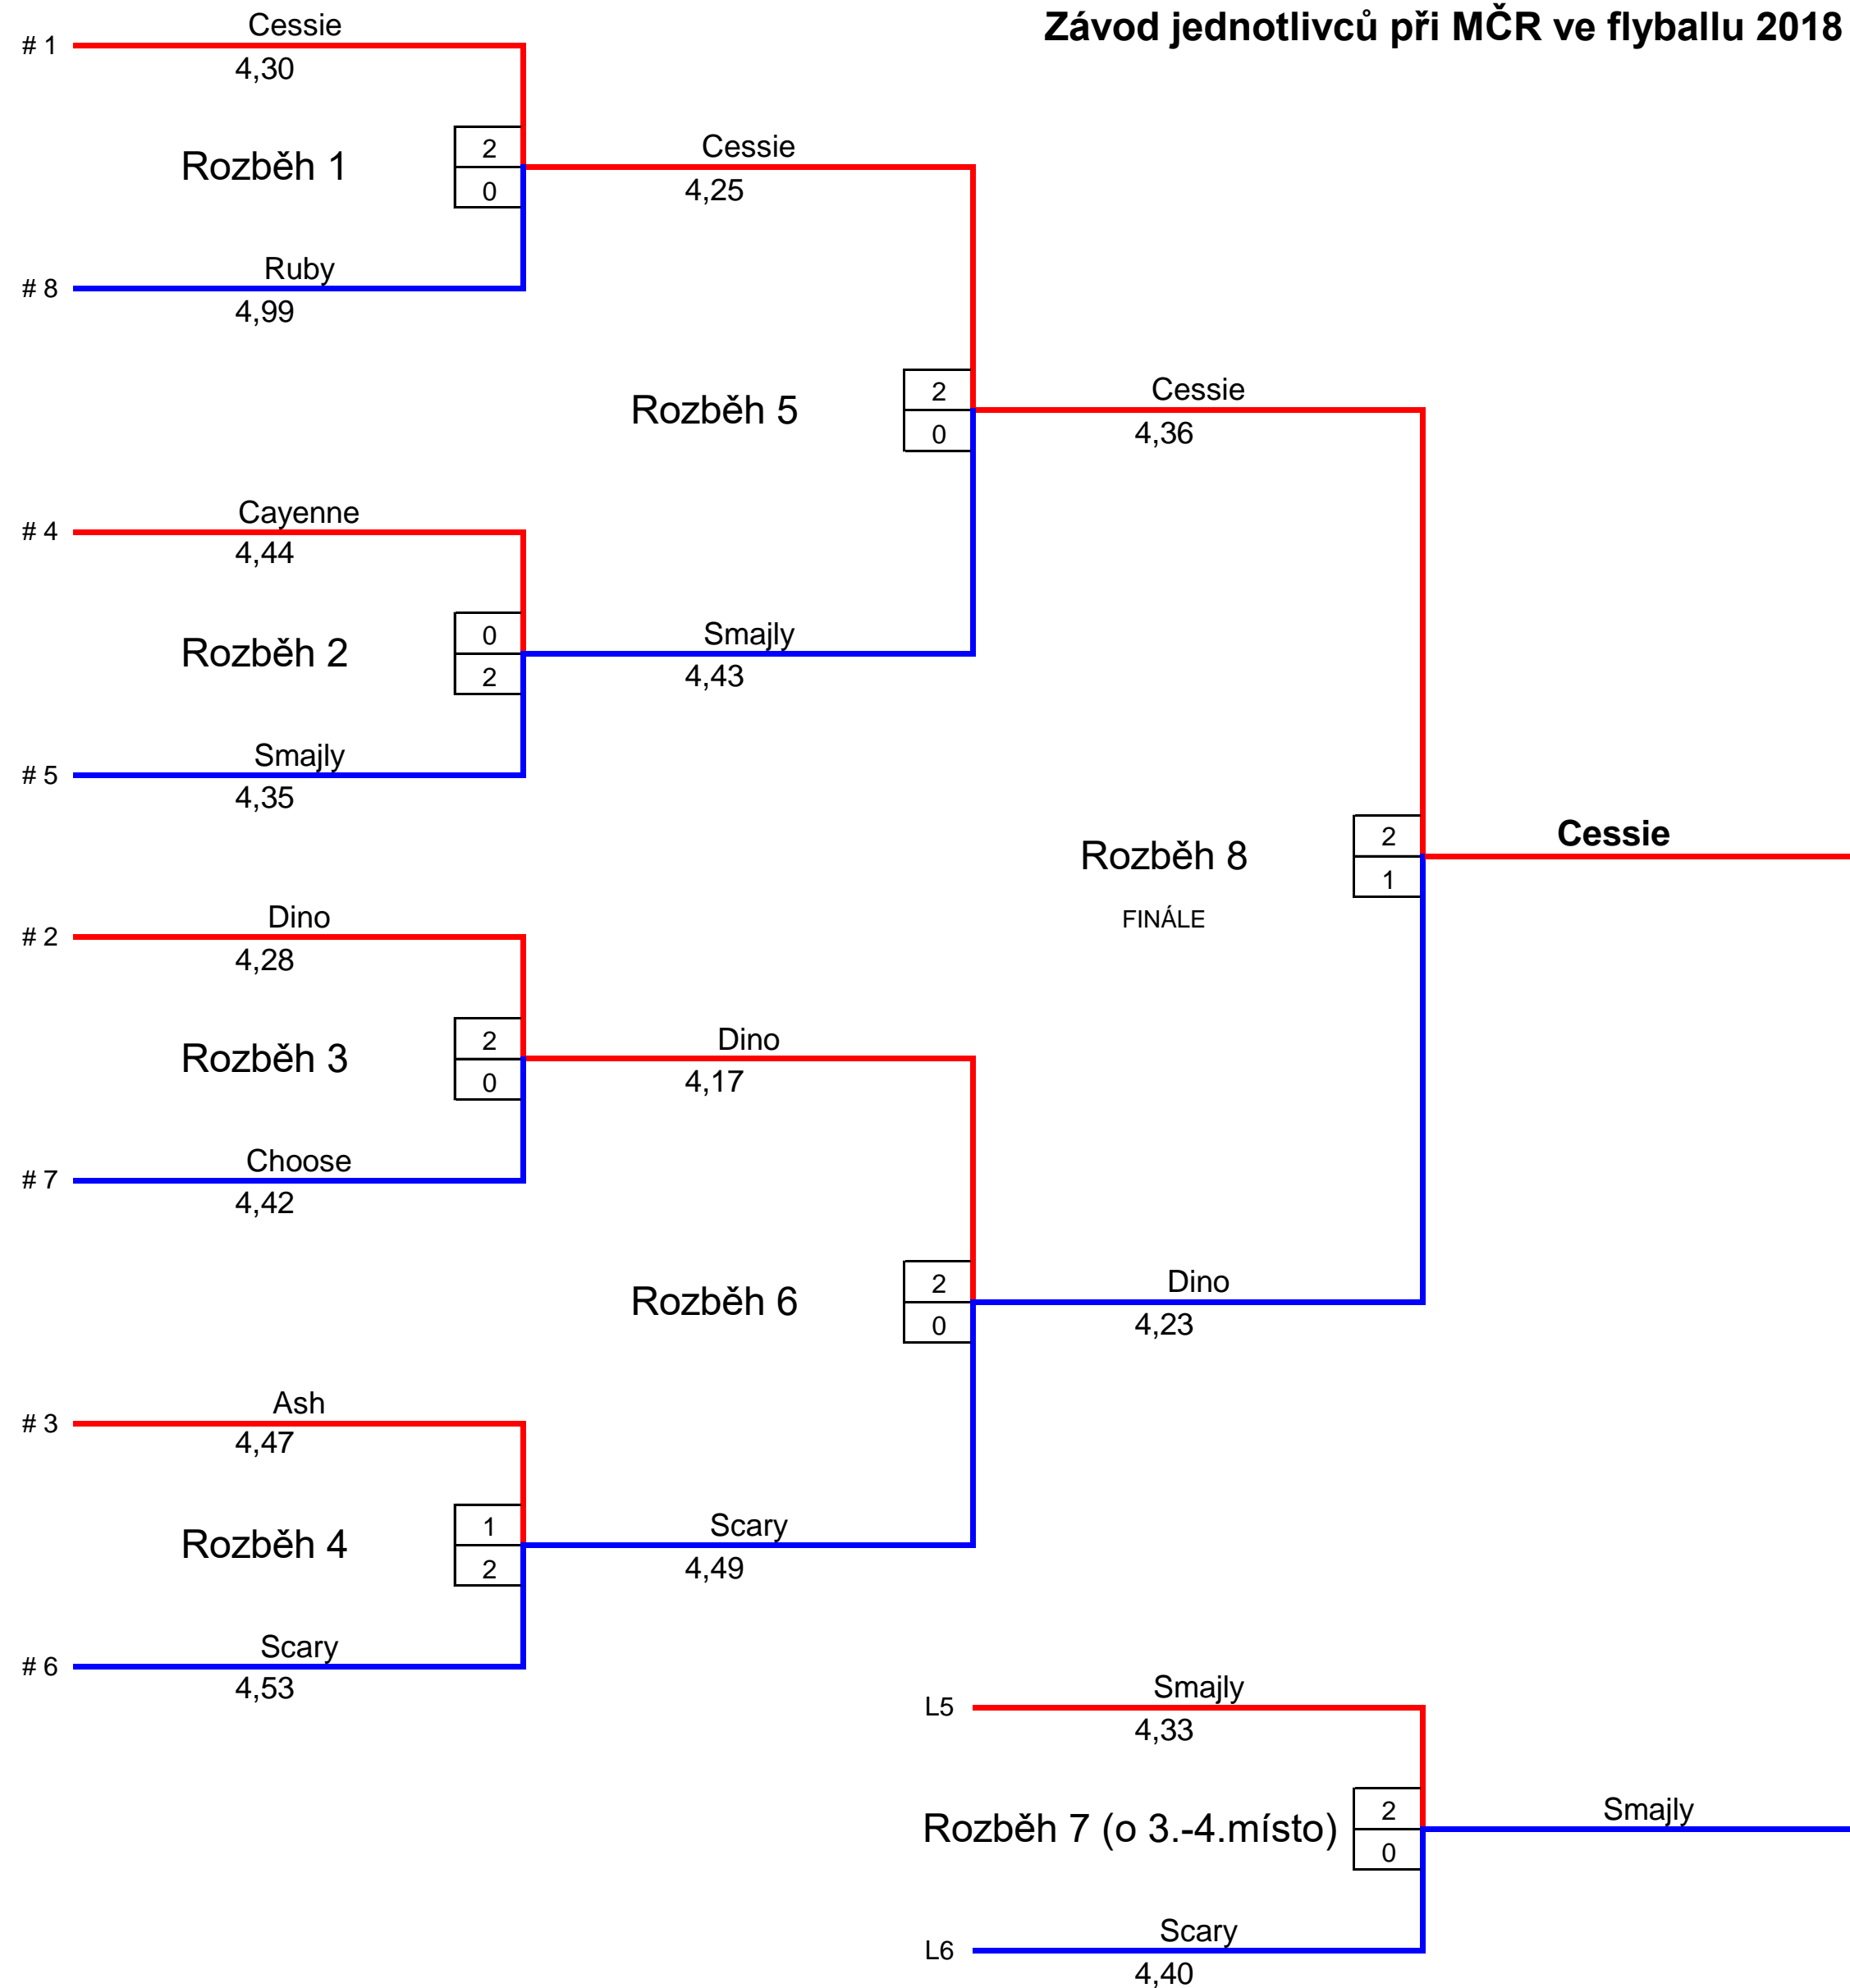 Závod jednotlivců při MČR ve flyballu 2018
Cessie
# 1
4,30
Rozběh 1
2
0
Ruby
# 8
4,99
Cessie
4,25
Rozběh 5
2
0
Cessie
4,36
Cayenne
# 4
4,44
Rozběh 2
0
2
Smajly
4,43
Smajly
# 5
4,35
Rozběh 8
FINÁLE
2
1
Cessie
Dino
# 2
4,28
Rozběh 3
2
0
Dino
4,17
Choose
# 7
4,42
Rozběh 6
2
0
Dino
4,23
Ash
# 3
4,47
Rozběh 4
1
2
Scary
4,49
Scary
# 6
4,53
Smajly
L5
4,33
Rozběh 7 (o 3.-4.místo)
2
0
Smajly
Scary
L6
4,40